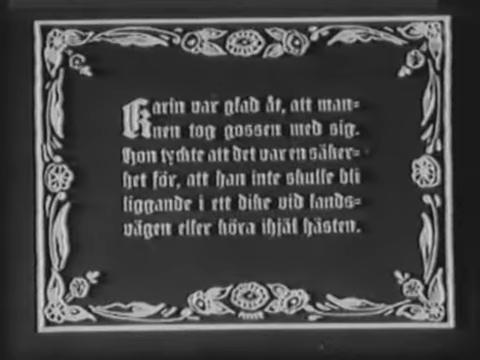 Karin var glad åt, att man=
nen tog gossen med sig.
Hon tyckte att det var en säker=
het för, att han inte skulle bli
liggande i ett dike vid lands=
vägen eller köra ihjäl hästen.